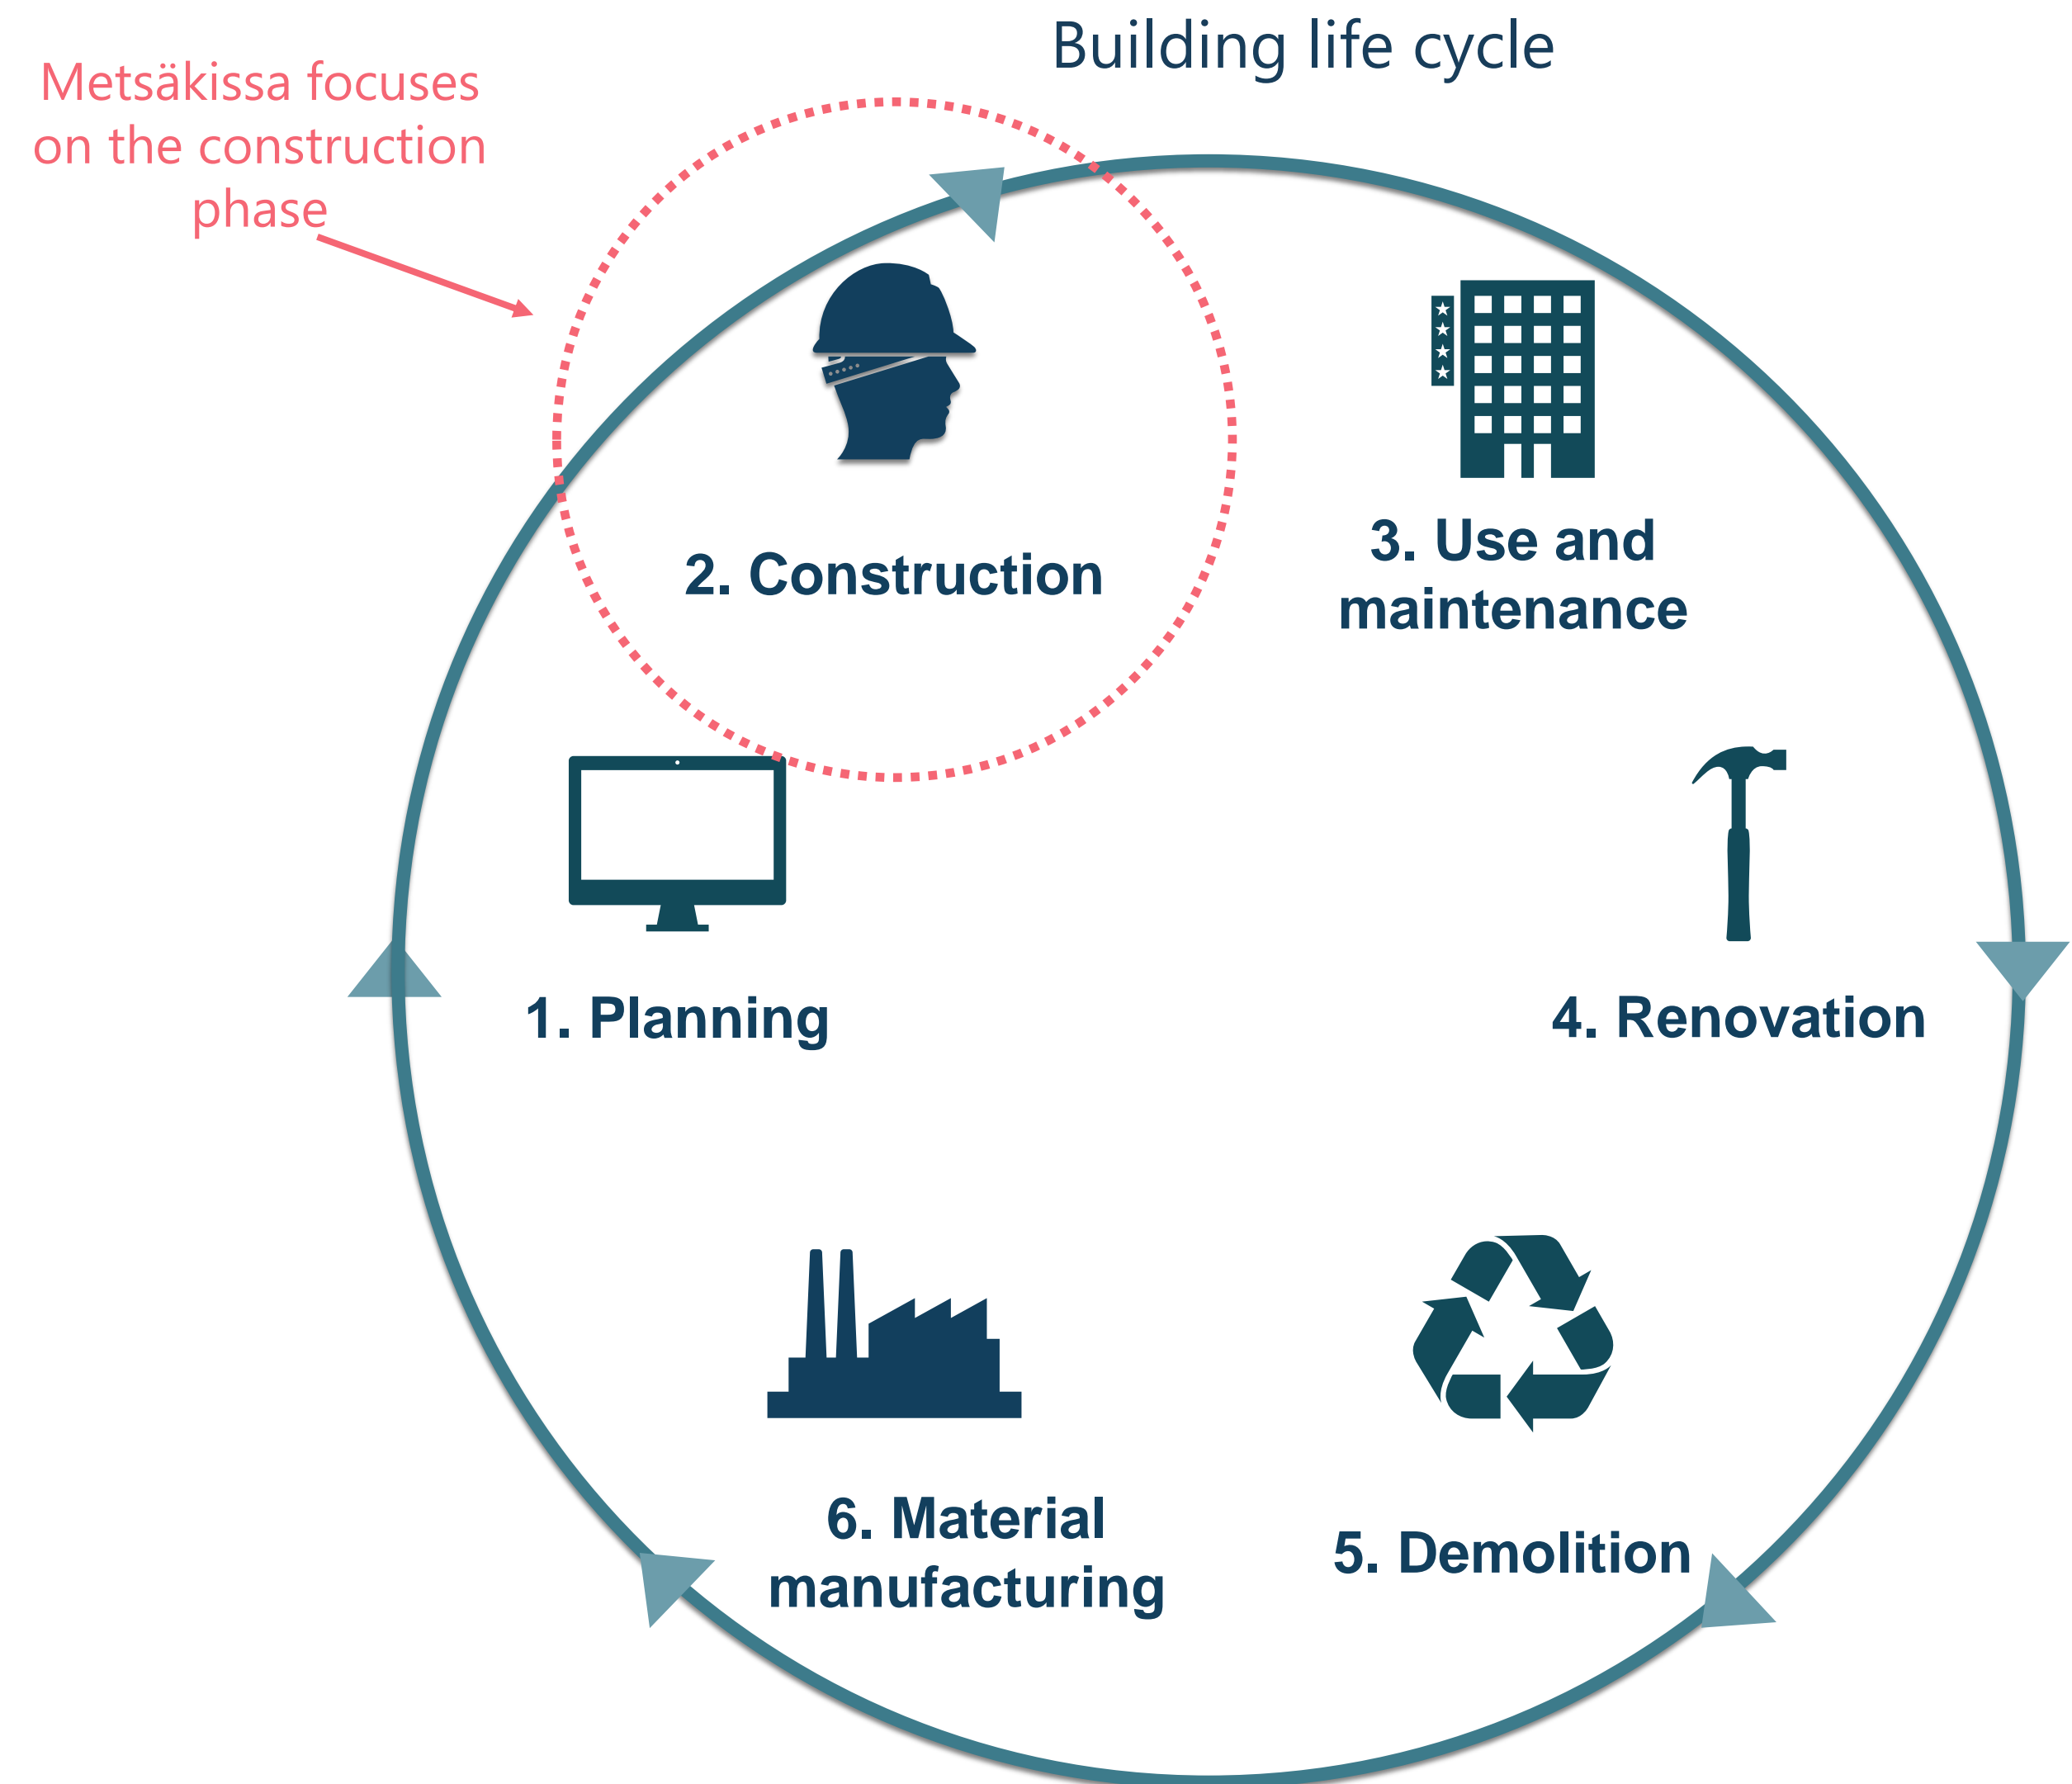 Building life cycle
Metsäkissa focuses
on the construction
phase
2. Construction
3. Use and
maintenance
1. Planning
4. Renovation
6. Material
manufacturing
5. Demolition